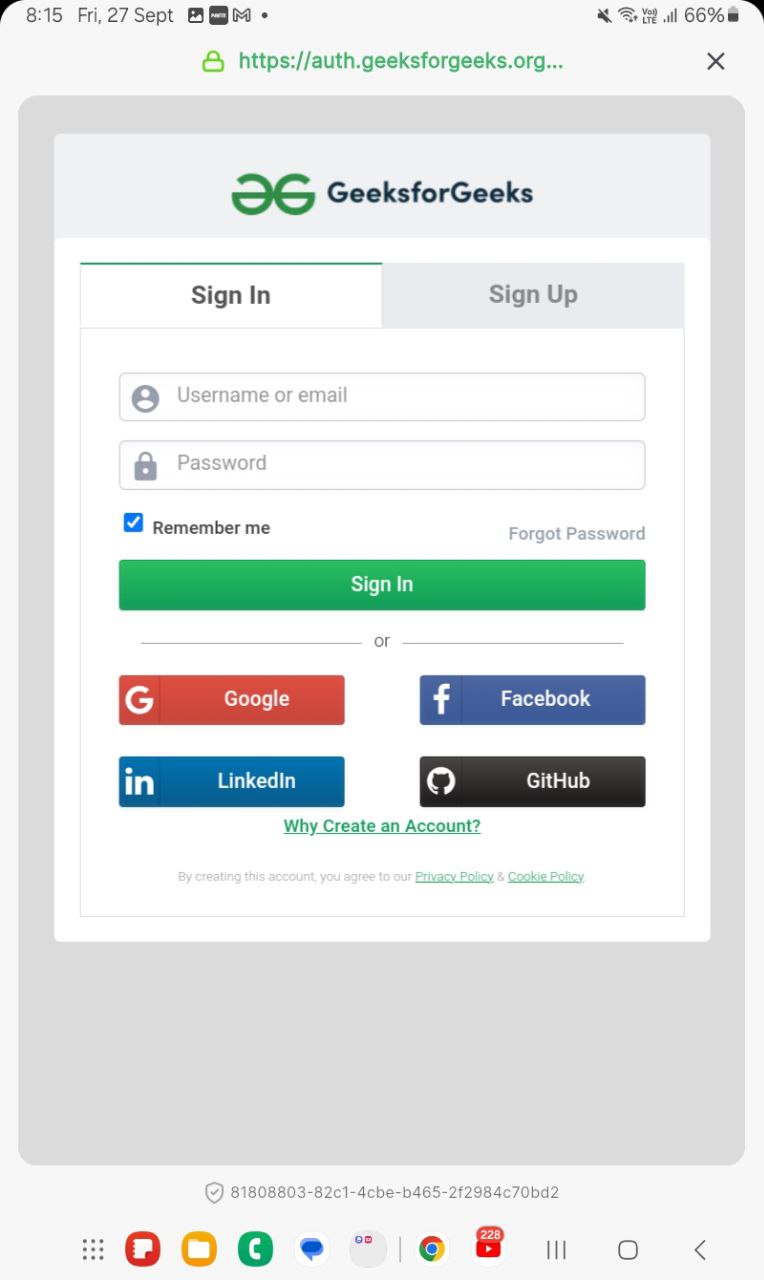 8:15 Fri, 27 Sept 66%
https://auth.geeksforgeeks.org...
GeeksforGeeks
Sign In Sign Up
Username or email
Password
Remember me Forgot Password
Sign In
or
Google Facebook
LinkedIn GitHub
Why Create an Account?
By creating this account, you agree to our Privacy Policy & Cookie Policy
81808803-82c1-4cbe-b465-2f2984c70bd2
228